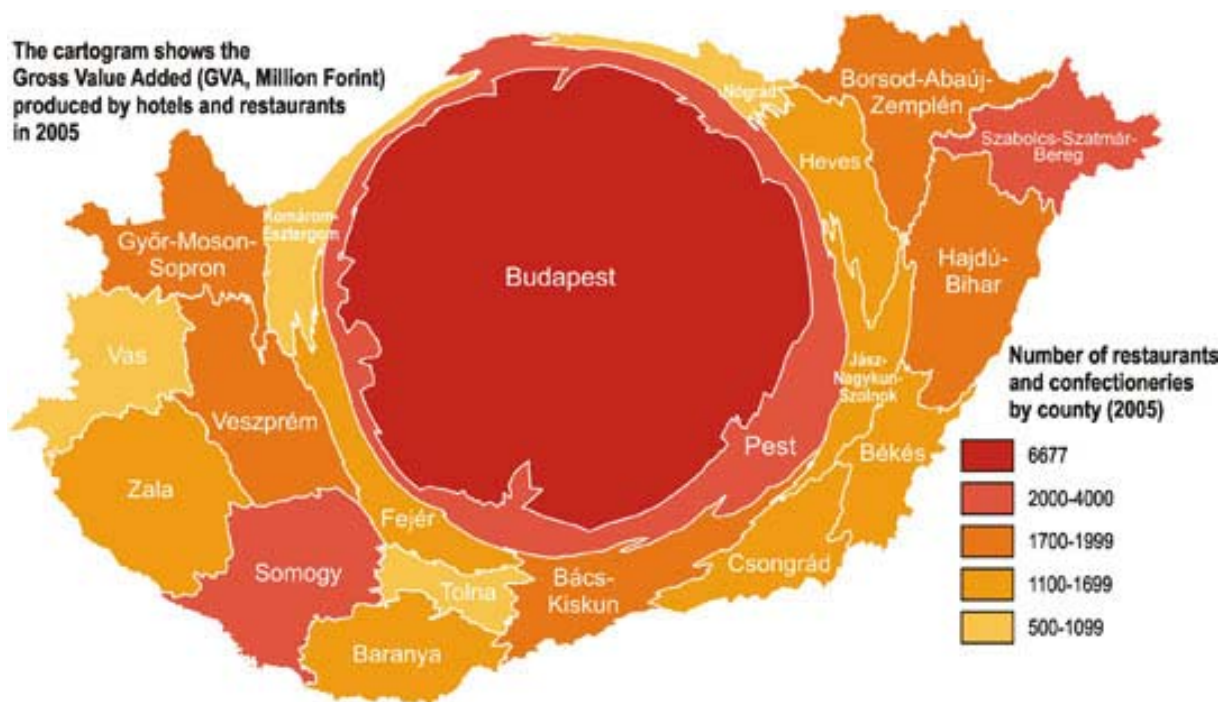 The cartogram shows the
Gross Value Added (GVA, Million Forint)
produced by hotels and restaurants
in 2005
Nógrád
Borsod-Abaúj-
Zemplén
Szabolcs-Szatmár-
Bereg
Heves
Komárom-
Esztergom
Győr-Moson-
Sopron
Budapest
Hajdú-
Bihar
Vas
Veszprém
Jász-
Nagykun-
Szolnok
Pest
Békés
Zala
Fejér
Somogy
Tolna
Bács-
Kiskun
Csongrád
Baranya
Number of restaurants
and confectioneries
by county (2005)
6677
2000-4000
1700-1999
1100-1699
500-1099